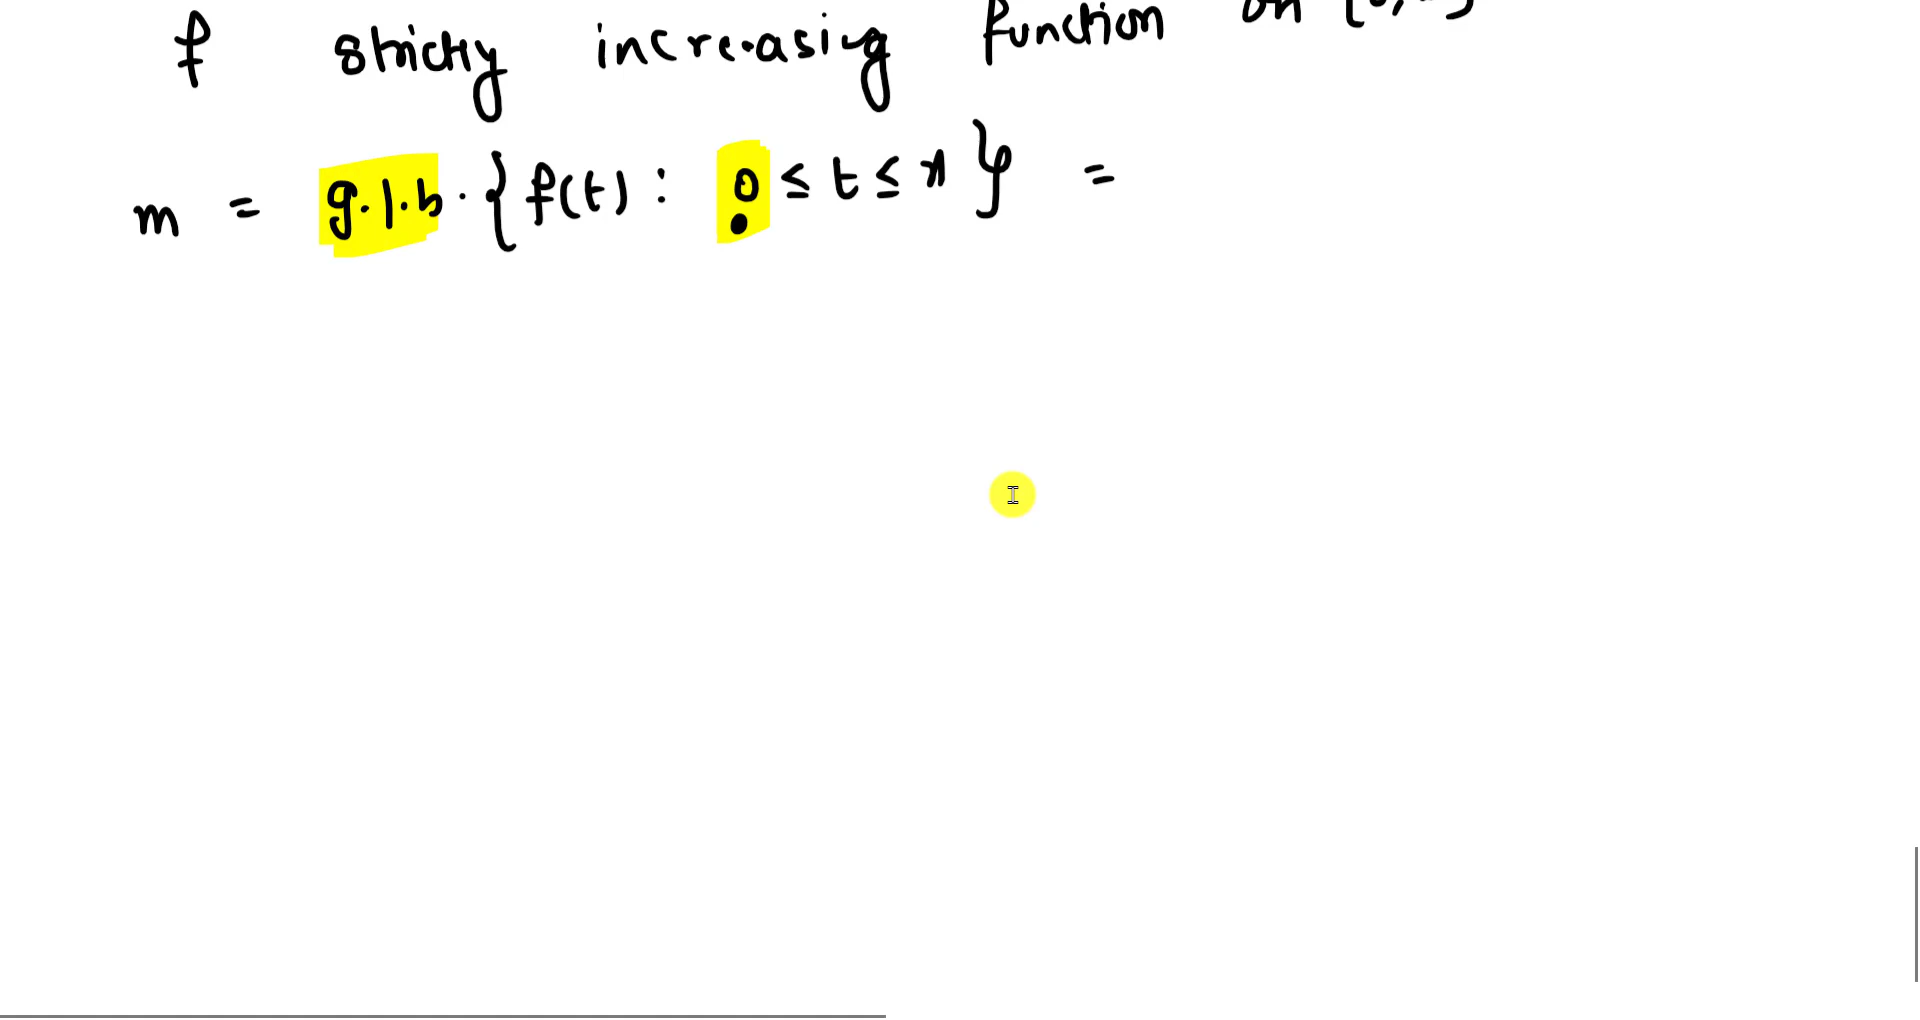 f strictly increasing function on
m = g.l.b. {f(t) : 0 ≤ t ≤ x} =